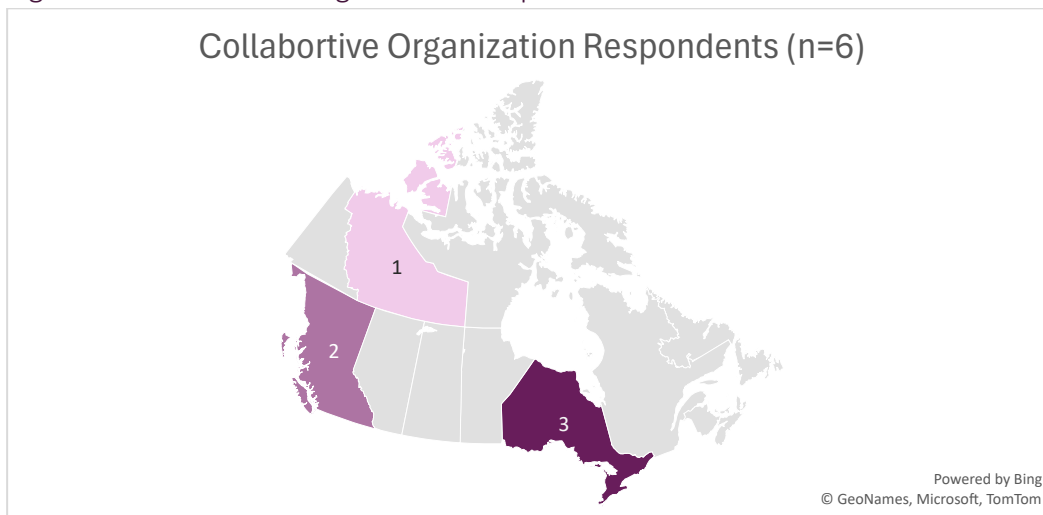 Collabortive Organization Respondents (n=6)
1
2
3
Powered by Bing
© GeoNames, Microsoft, TomTom